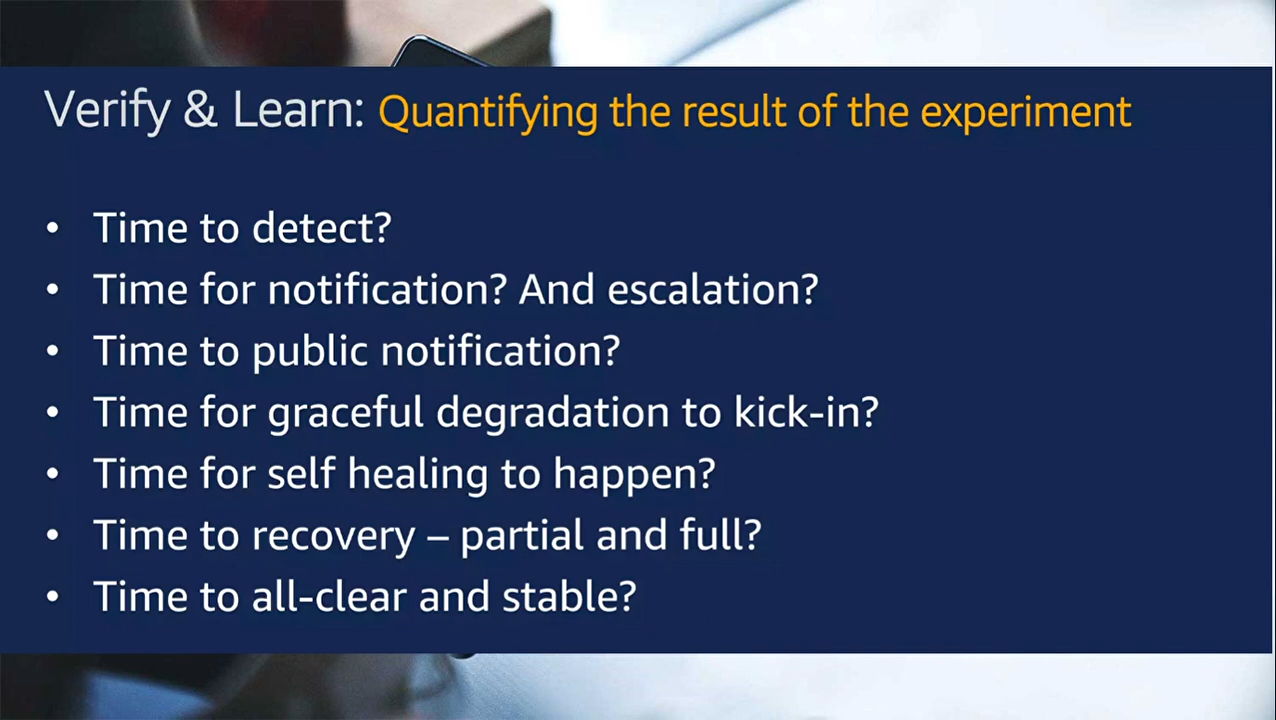 Verify & Learn: Quantifying the result of the experiment
• Time to detect?
• Time for notification? And escalation?
• Time to public notification?
• Time for graceful degradation to kick-in?
• Time for self healing to happen?
• Time to recovery – partial and full?
• Time to all-clear and stable?